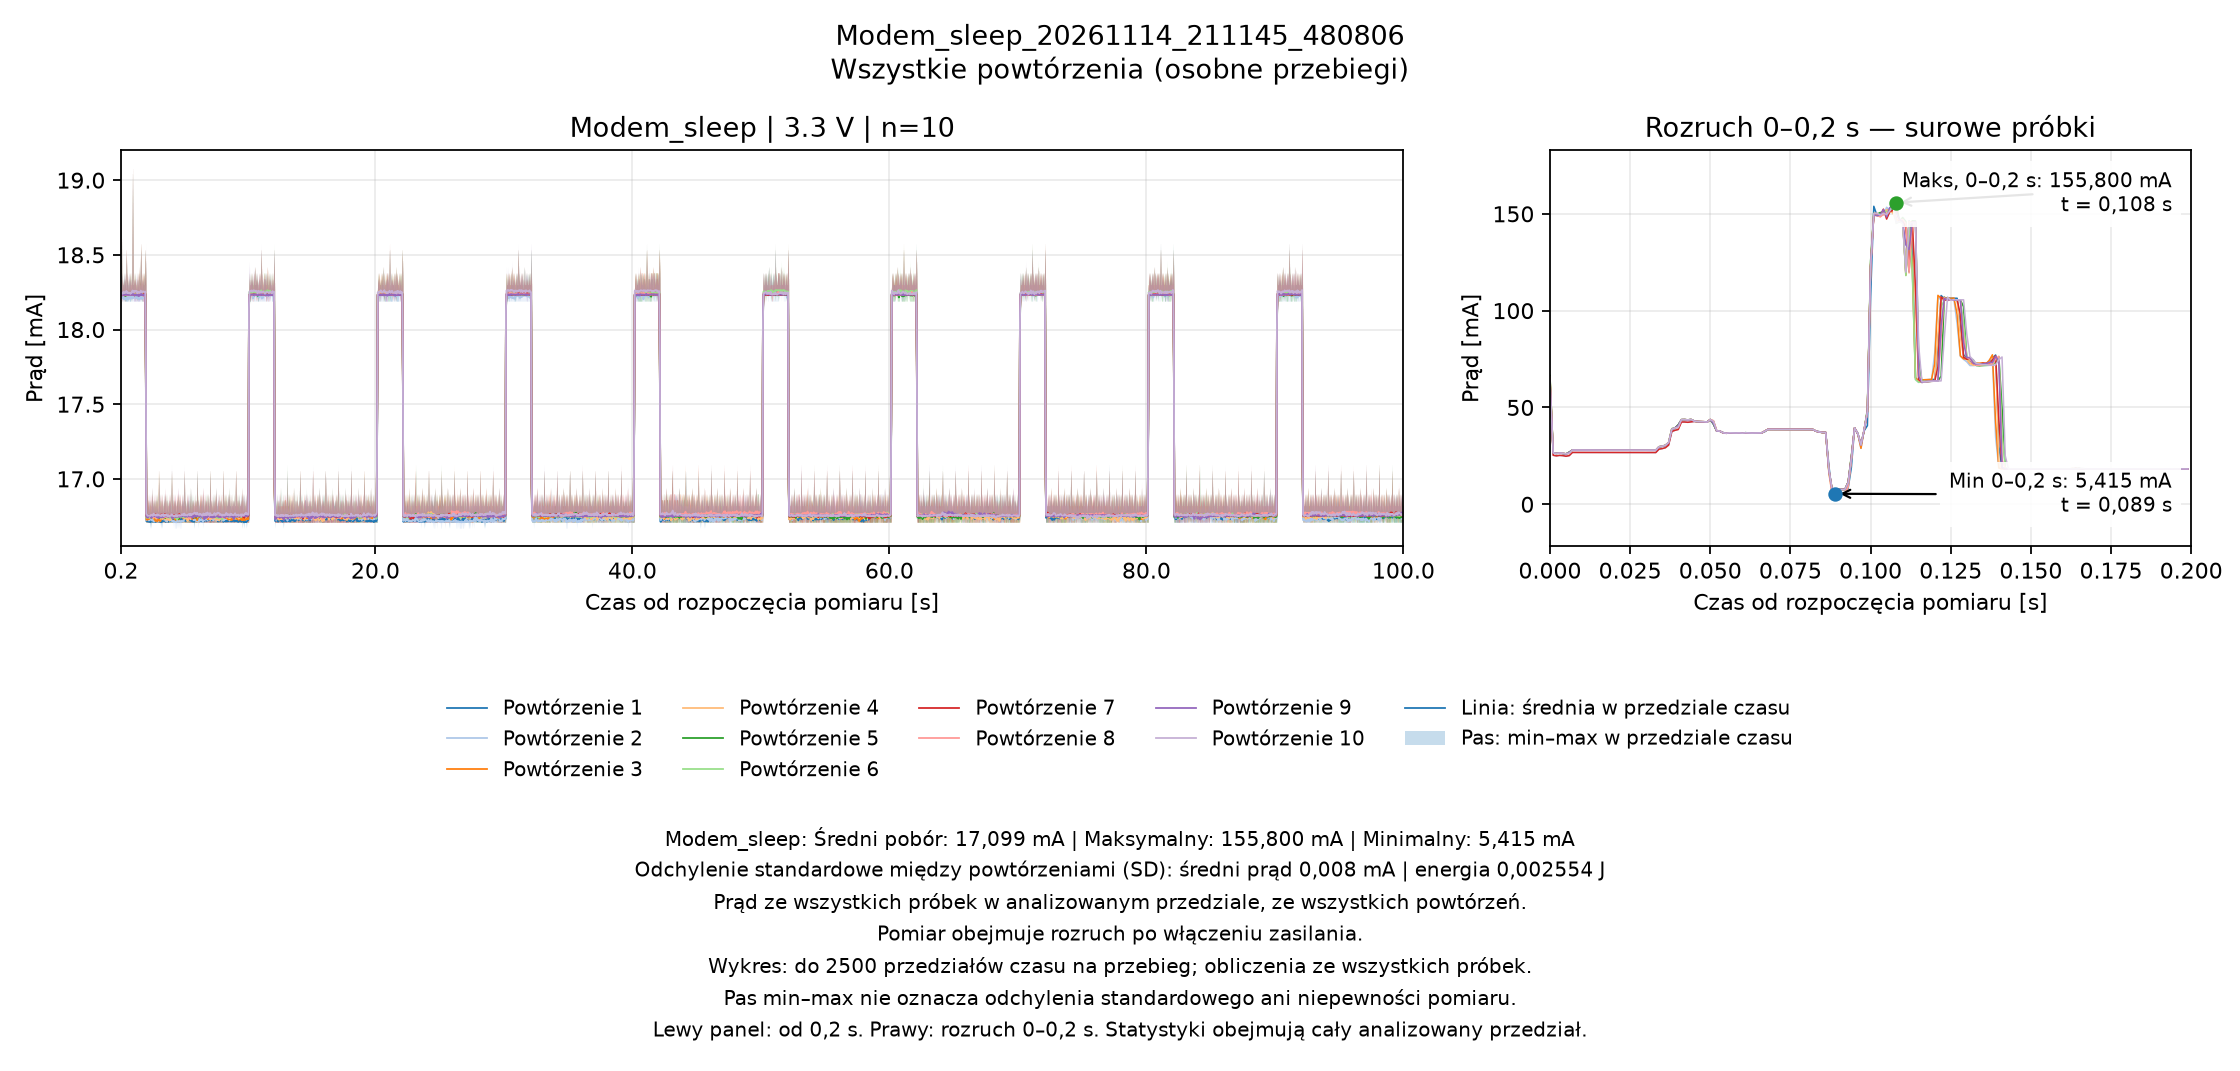 Modem_sleep_20261114_211145_480806
Wszystkie powtórzenia (osobne przebiegi)
Modem_sleep | 3.3 V | n=10
Prąd [mA]
19.0
18.5
18.0
17.5
17.0
0.2
20.0
40.0
60.0
80.0
100.0
Czas od rozpoczęcia pomiaru [s]
Rozruch 0–0,2 s — surowe próbki
Prąd [mA]
150
100
50
0
Maks, 0–0,2 s: 155,800 mA
t = 0,108 s
Min 0–0,2 s: 5,415 mA
t = 0,089 s
0.000
0.025
0.050
0.075
0.100
0.125
0.150
0.175
0.200
Czas od rozpoczęcia pomiaru [s]
Powtórzenie 1
Powtórzenie 2
Powtórzenie 3
Powtórzenie 4
Powtórzenie 5
Powtórzenie 6
Powtórzenie 7
Powtórzenie 8
Powtórzenie 9
Powtórzenie 10
Linia: średnia w przedziale czasu
Pas: min–max w przedziale czasu
Modem_sleep: Średni pobór: 17,099 mA | Maksymalny: 155,800 mA | Minimalny: 5,415 mA
Odchylenie standardowe między powtórzeniami (SD): średni prąd 0,008 mA | energia 0,002554 J
Prąd ze wszystkich próbek w analizowanym przedziale, ze wszystkich powtórzeń.
Pomiar obejmuje rozruch po włączeniu zasilania.
Wykres: do 2500 przedziałów czasu na przebieg; obliczenia ze wszystkich próbek.
Pas min–max nie oznacza odchylenia standardowego ani niepewności pomiaru.
Lewy panel: od 0,2 s. Prawy: rozruch 0–0,2 s. Statystyki obejmują cały analizowany przedział.